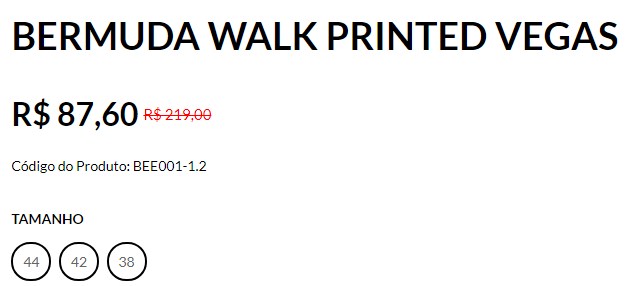 BERMUDA WALK PRINTED VEGAS
R$ 87,60 R$ 219,00
Código do Produto: BEE001-1.2
TAMANHO
44 42 38